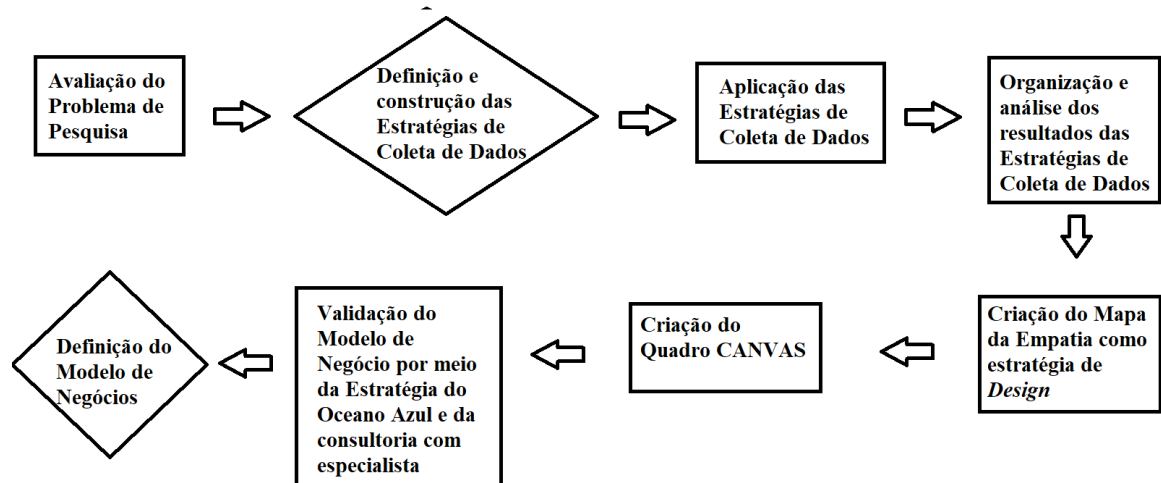 Avaliação do
Problema de
Pesquisa
Definição e
construção das
Estratégias de
Coleta de Dados
Aplicação das
Estratégias de
Coleta de Dados
Organização e
análise dos
resultados das
Estratégias de
Coleta de Dados
Criação do Mapa
da Empatia como
estratégia de
Design
Criação do
Quadro CANVAS
Validação do
Modelo de
Negócio por meio
da Estratégia do
Oceano Azul e da
consultoria com
especialista
Definição do
Modelo de
Negócios